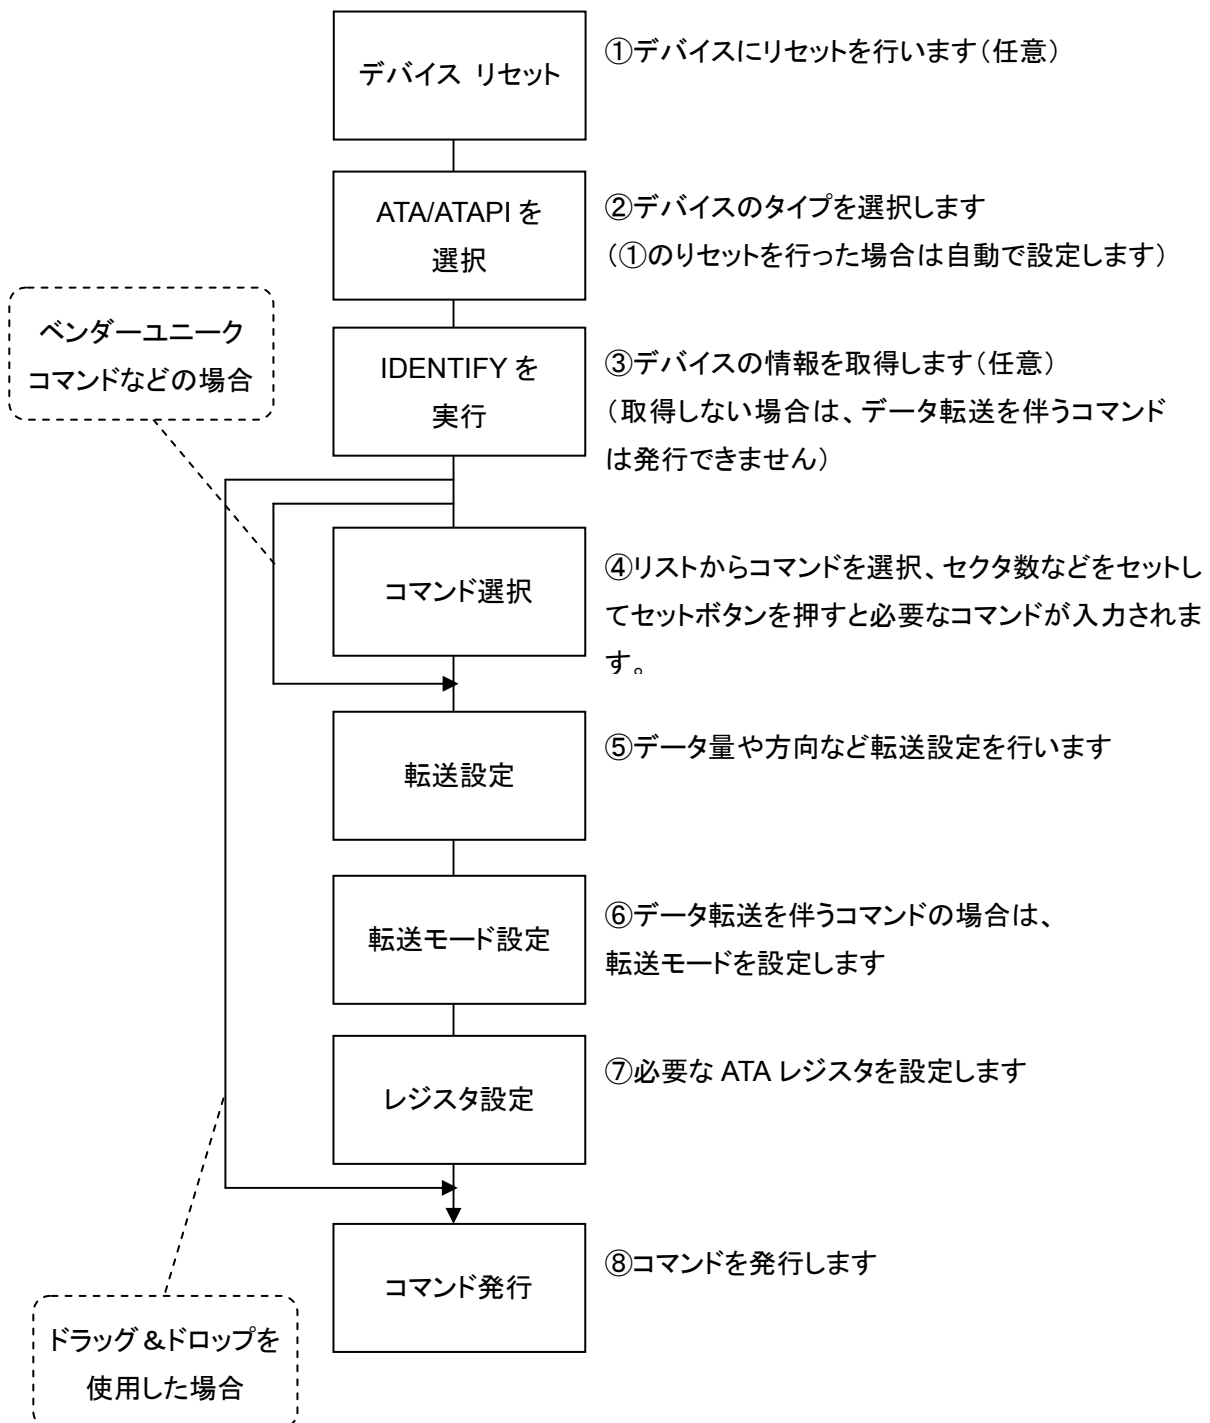 デバイス リセット
①デバイスにリセットを行います（任意）
ATA/ATAPI を
選択
②デバイスのタイプを選択します
（①のリセットを行った場合は自動で設定します）
ベンダーユニーク
コマンドなどの場合
IDENTIFY を
実行
③デバイスの情報を取得します（任意）
（取得しない場合は、データ転送を伴うコマンド
は発行できません）
コマンド選択
④リストからコマンドを選択、セクタ数などをセットし
てセットボタンを押すと必要なコマンドが入力されま
す。
転送設定
⑤データ量や方向など転送設定を行います
転送モード設定
⑥データ転送を伴うコマンドの場合は、
転送モードを設定します
レジスタ設定
⑦必要な ATA レジスタを設定します
コマンド発行
⑧コマンドを発行します
ドラッグ＆ドロップを
使用した場合